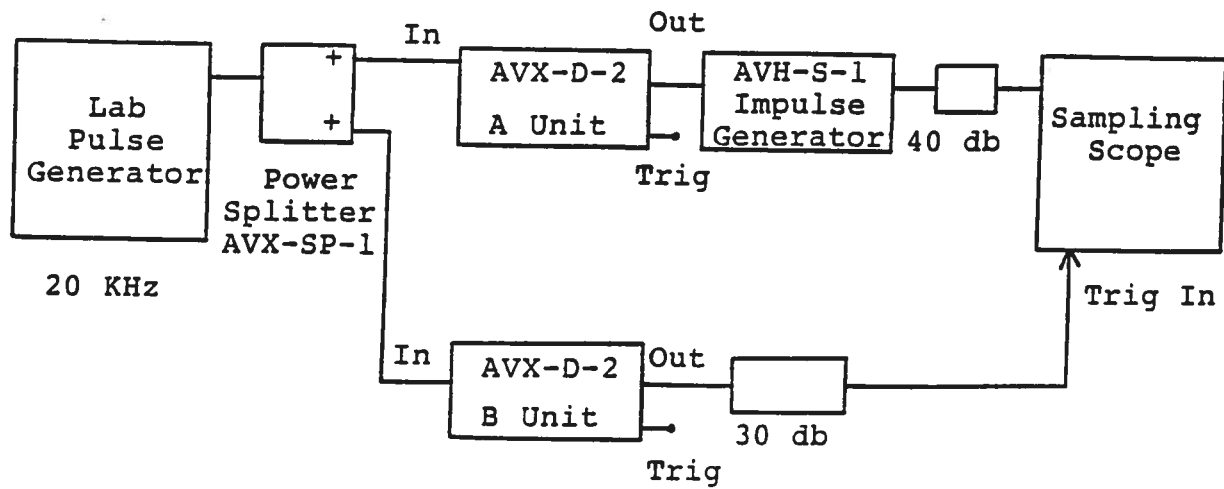 Out
In
Lab
Pulse
Generator
+
+
AVX-D-2
A Unit
AVH-S-1
Impulse
Generator
40 db
Sampling
Scope
Trig
Power
Splitter
AVX-SP-1
20 KHz
Trig In
In
AVX-D-2
B Unit
Out
30 db
Trig